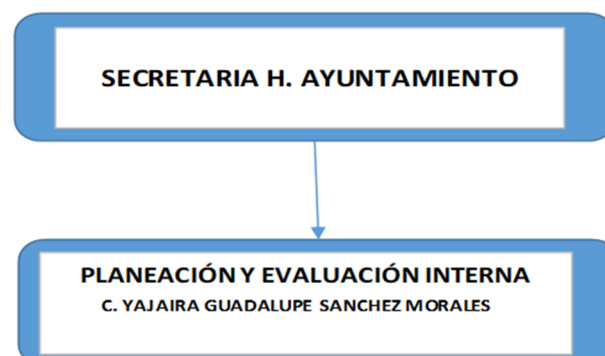 SECRETARIA H. AYUNTAMIENTO
PLANEACIÓN Y EVALUACIÓN INTERNA
C. YAJAIRA GUADALUPE SANCHEZ MORALES